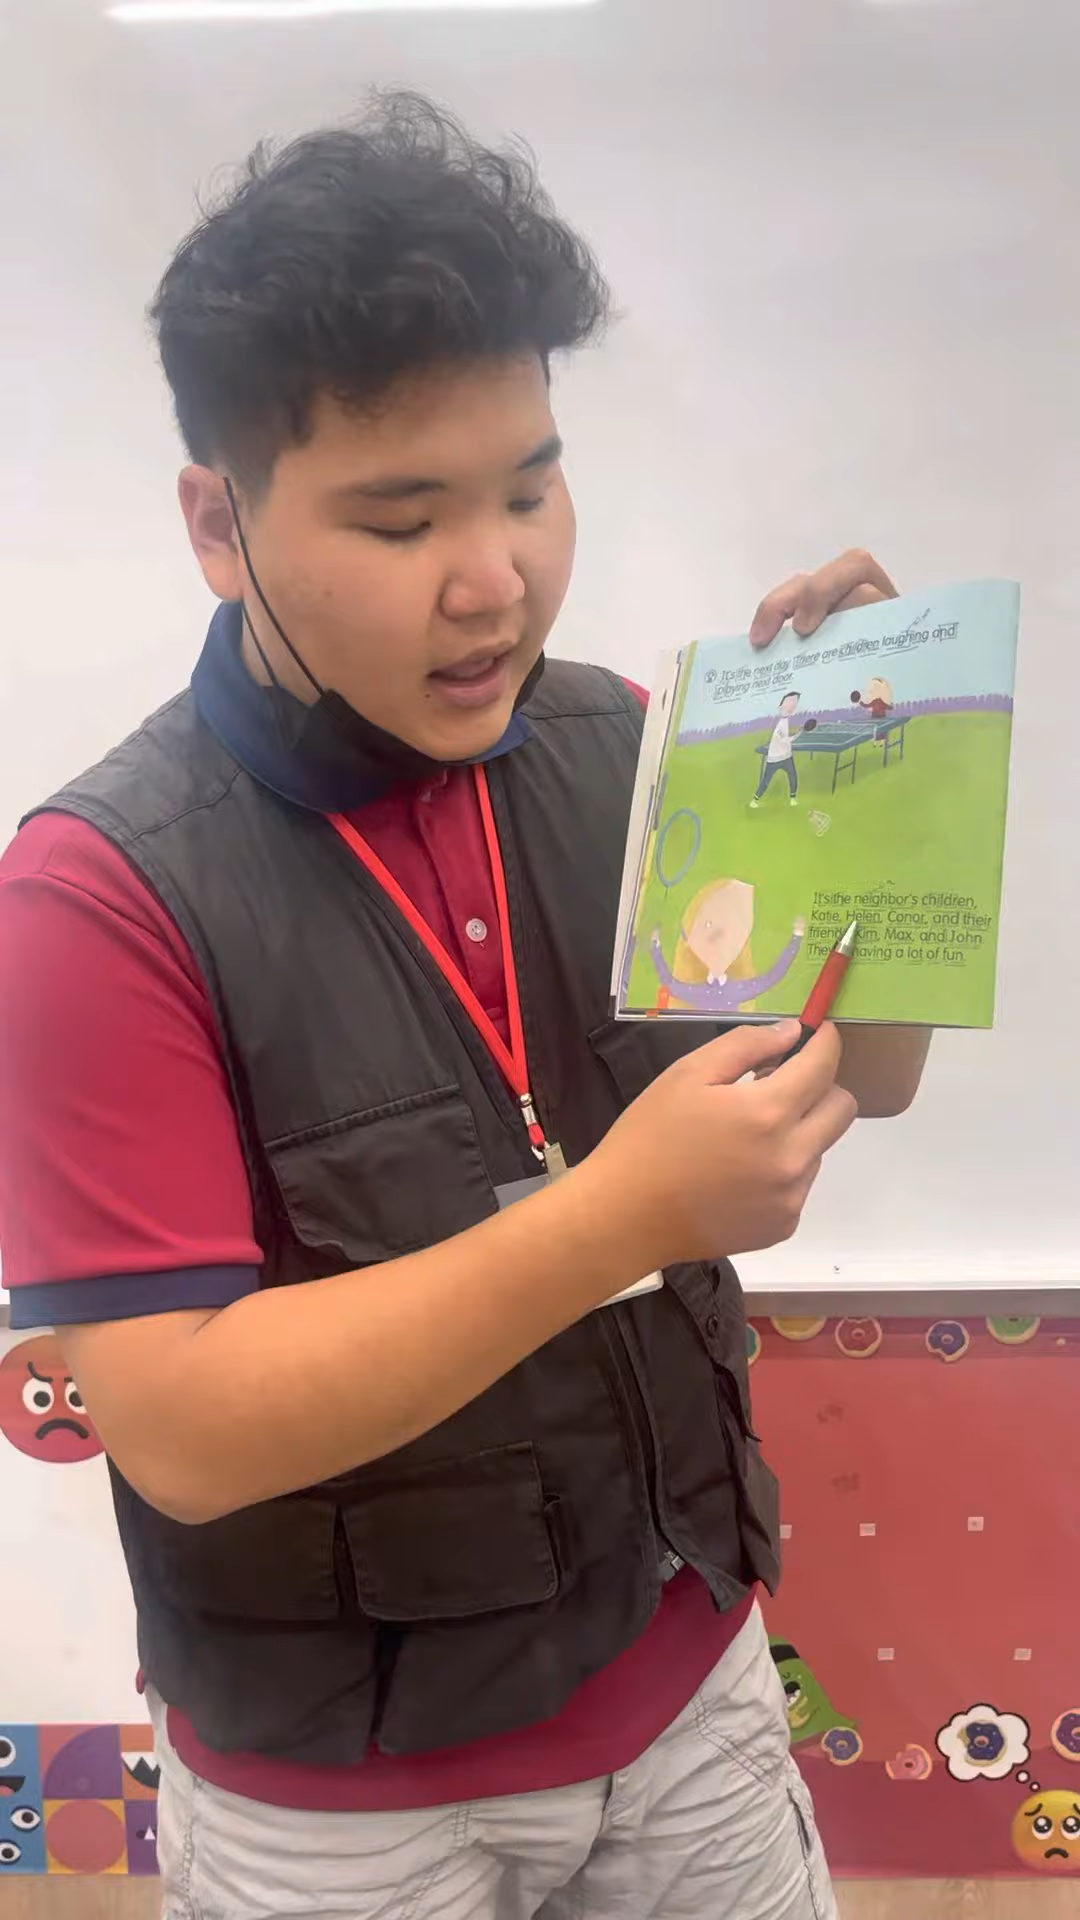 It's the next day. There are children laughing and
playing next door.
It's the neighbor's children,
Katie, Helen, Conor, and their
Kim, Max, and John.
having a lot of fun.